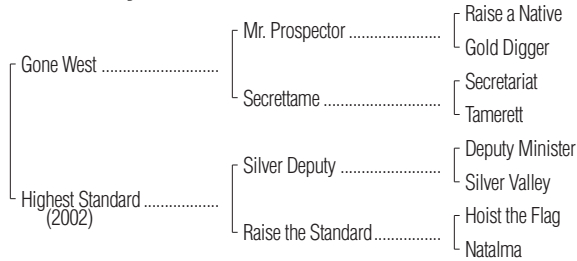 Raise a Native
Mr. Prospector ....................
Gold Digger
Gone West ..........................
Secretariat
Secrettame ..........................
Tamerett
Deputy Minister
Silver Deputy ......................
Silver Valley
Highest Standard .................
(2002)
Hoist the Flag
Raise the Standard...............
Natalma